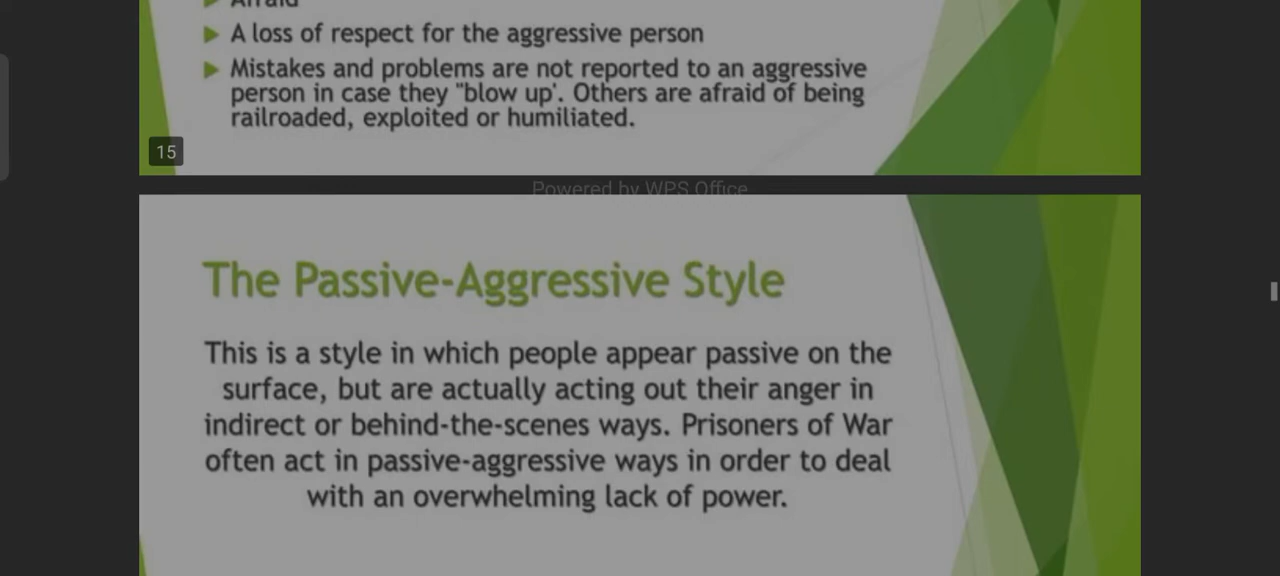 Afraid
A loss of respect for the aggressive person
Mistakes and problems are not reported to an aggressive
person in case they "blow up'. Others are afraid of being
railroaded, exploited or humiliated.
15
Powered by WPS Office
The Passive-Aggressive Style
This is a style in which people appear passive on the
surface, but are actually acting out their anger in
indirect or behind-the-scenes ways. Prisoners of War
often act in passive-aggressive ways in order to deal
with an overwhelming lack of power.